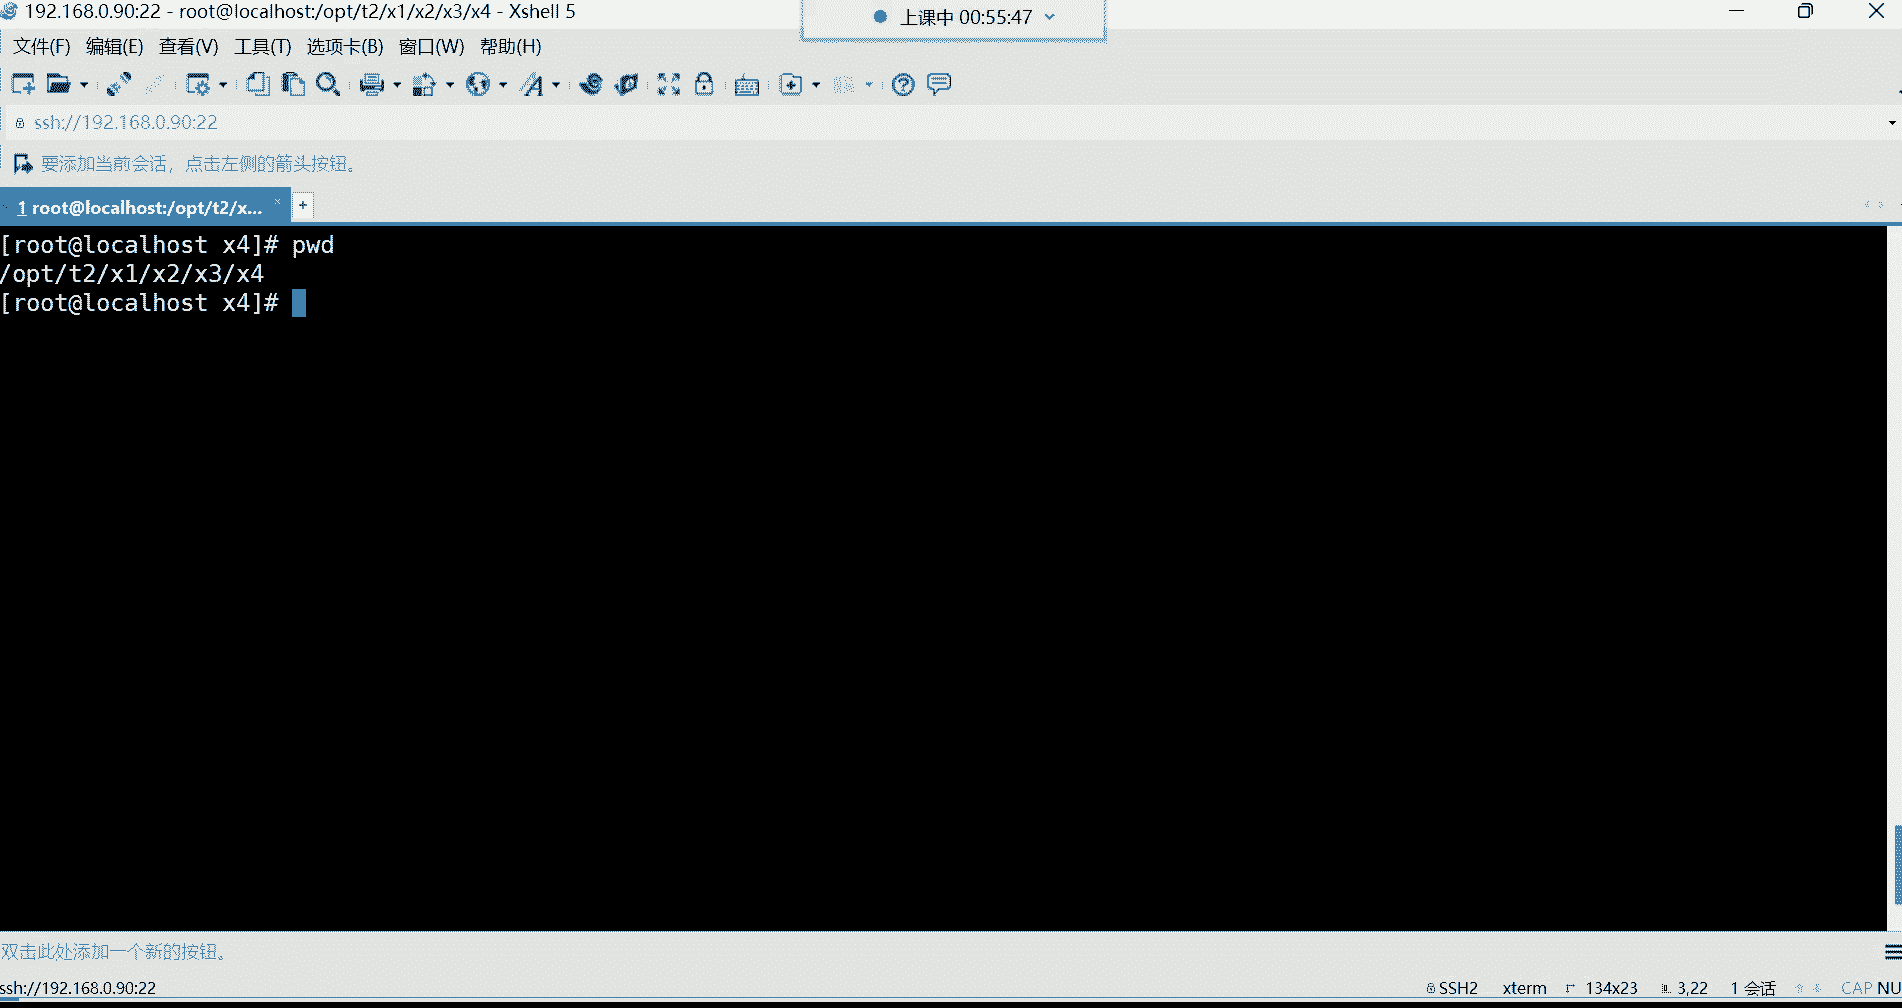 192.168.0.90:22 - root@localhost:/opt/t2/x1/x2/x3/x4 - Xshell 5
上课中 00:55:47
文件(F) 编辑(E) 查看(V) 工具(T) 选项卡(B) 窗口(W) 帮助(H)
ssh://192.168.0.90:22
要添加当前会话，点击左侧的箭头按钮。
1 root@localhost:/opt/t2/x...
[root@localhost x4]# pwd
/opt/t2/x1/x2/x3/x4
[root@localhost x4]#
双击此处添加一个新的按钮。
ssh://192.168.0.90:22 SSH2 xterm 134x23 3,22 1 会话 CAP NU